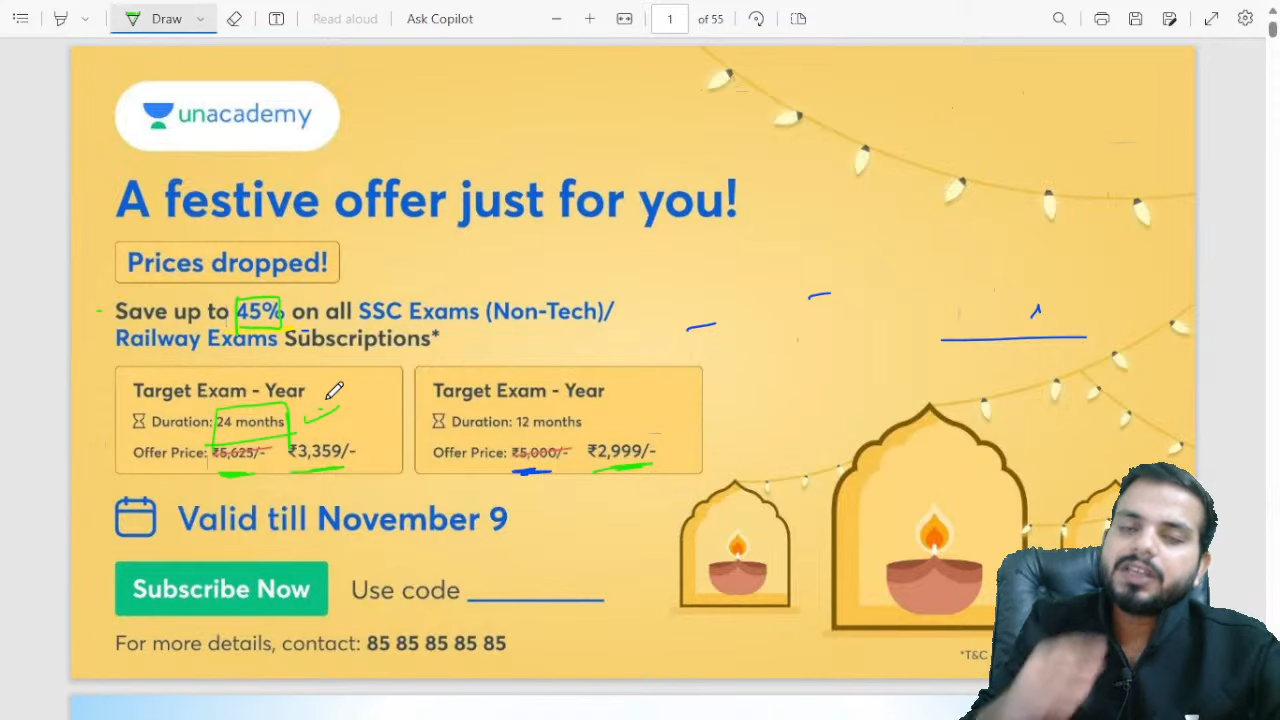 Draw
Read aloud
Ask Copilot
1 of 55
unacademy
A festive offer just for you!
Prices dropped!
Save up to 45% on all SSC Exams (Non-Tech)/
Railway Exams Subscriptions*
Target Exam - Year
Duration: 24 months
Offer Price: ₹5,625/- ₹3,359/-
Target Exam - Year
Duration: 12 months
Offer Price: ₹5,000/- ₹2,999/-
Valid till November 9
Subscribe Now
Use code
For more details, contact: 85 85 85 85 85
*T&C